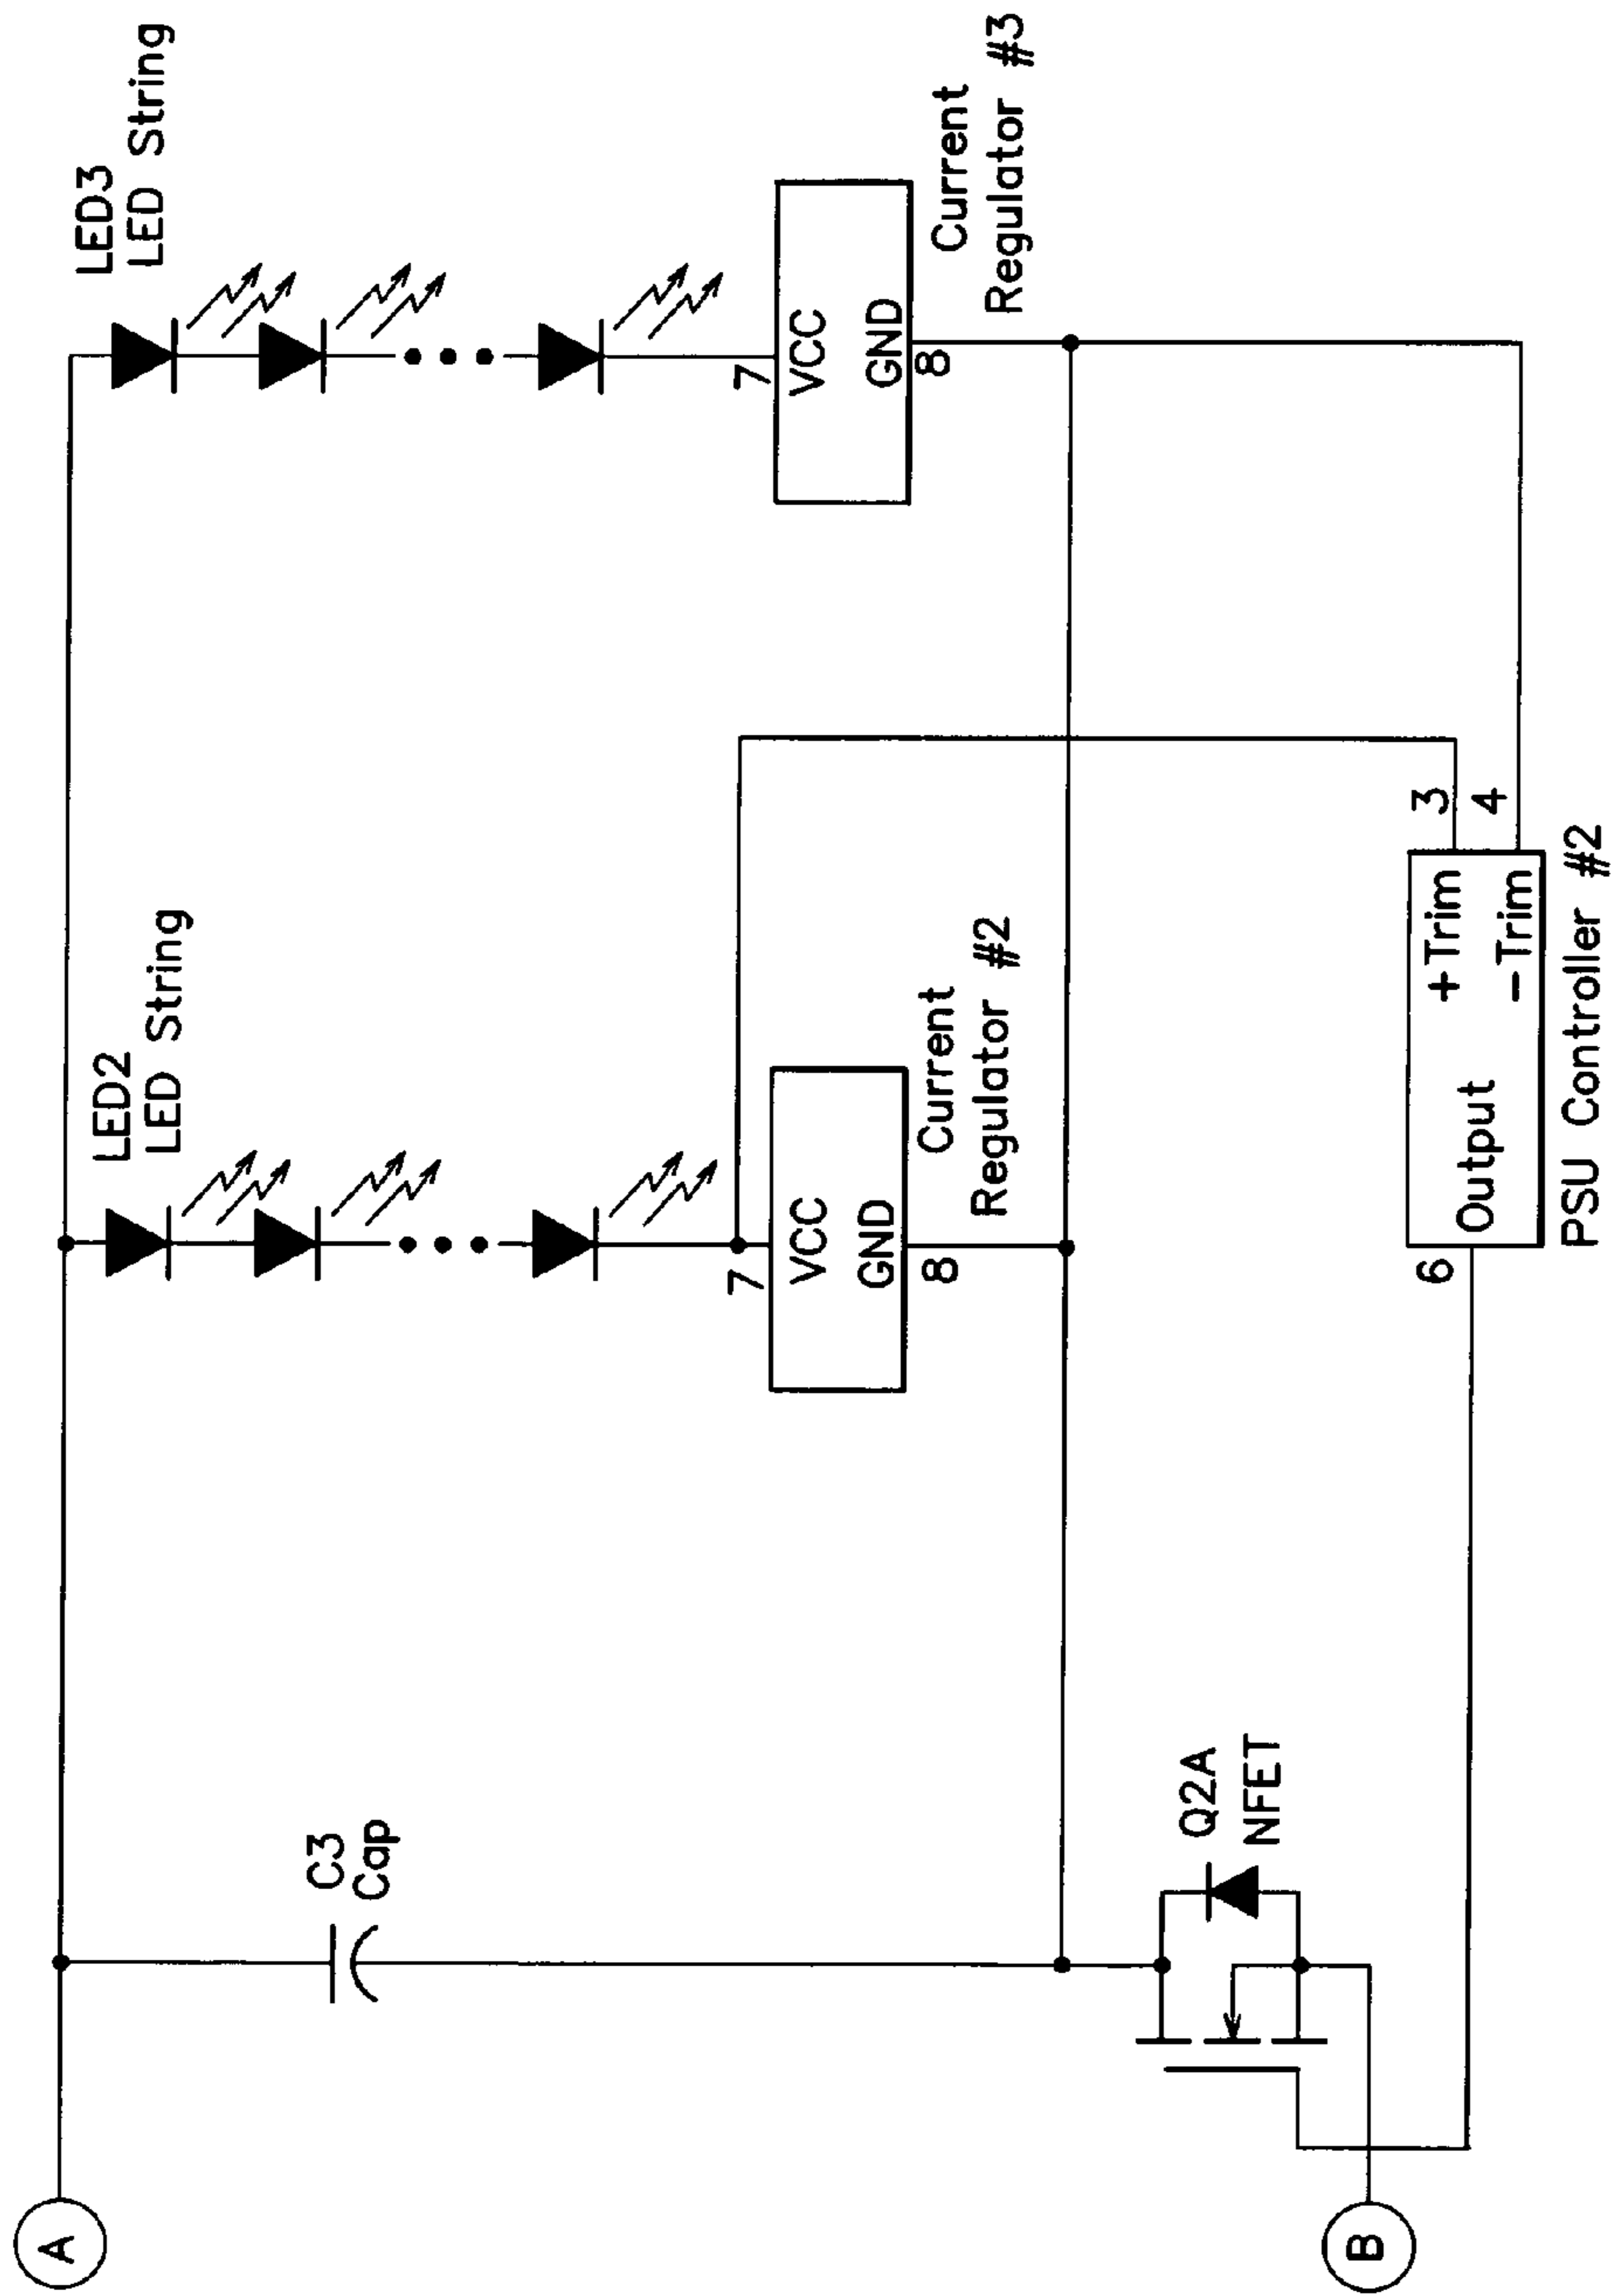 A
C3
Cap
LED2
LED String
LED3
LED String
7
VCC
GND
8
Current
Regulator #2
7
VCC
GND
8
Current
Regulator #3
Q2A
NFET
B
6
Output
+Trim
-Trim
3
4
PSU Controller #2